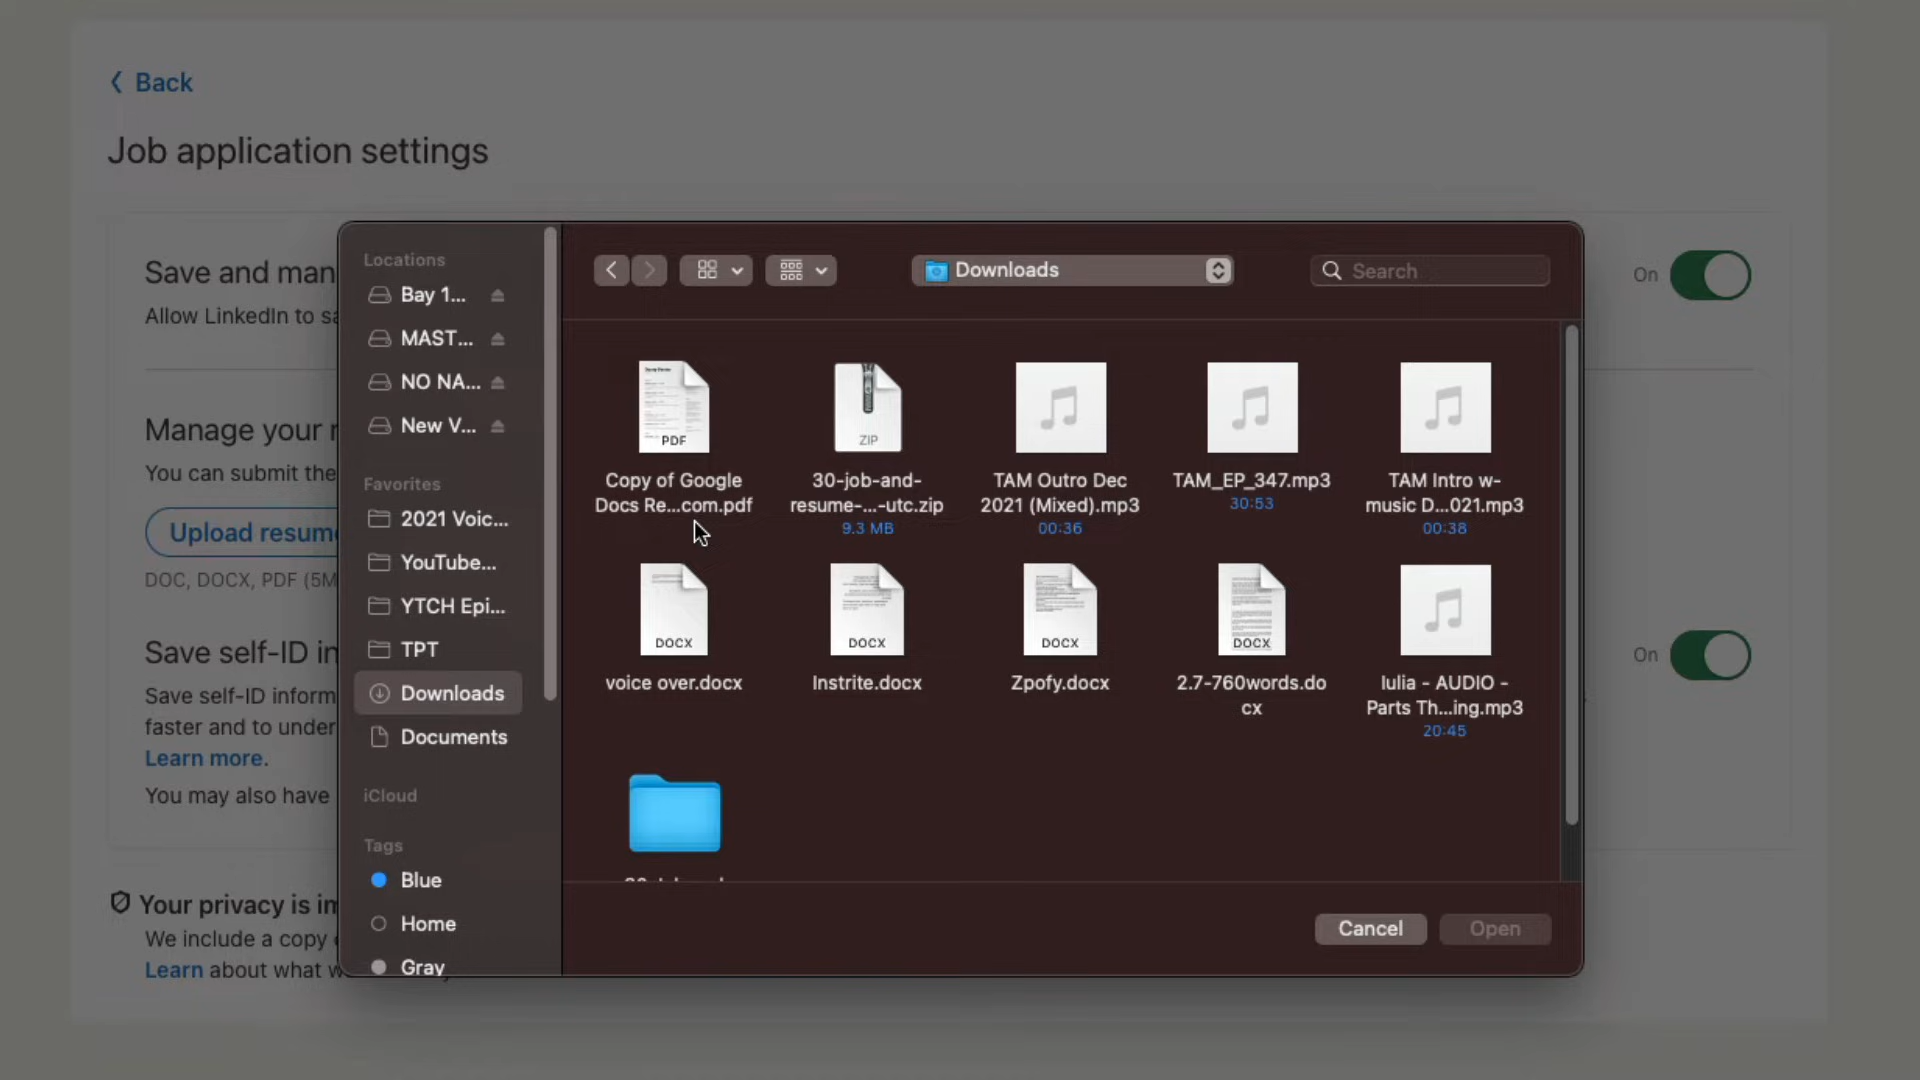 Back
Job application settings
Save and man
Allow LinkedIn to sa
On
Manage your r
You can submit the
Upload resume
DOC, DOCX, PDF (5M
Save self-ID in
Save self-ID inform
faster and to under
Learn more.
You may also have
On
Your privacy is im
We include a copy
Learn about what w
Locations
Bay 1...
MAST...
NO NA...
New V...
Favorites
2021 Voic...
YouTube...
YTCH Epi...
TPT
Downloads
Documents
iCloud
Tags
Blue
Home
Gray
Downloads
Search
PDF
Copy of Google
Docs Re...com.pdf
ZIP
30-job-and-
resume-...-utc.zip
9.3 MB
TAM Outro Dec
2021 (Mixed).mp3
00:36
TAM_EP_347.mp3
30:53
TAM Intro w-
music D...021.mp3
00:38
DOCX
voice over.docx
DOCX
Instrite.docx
DOCX
Zpofy.docx
DOCX
2.7-760words.do
cx
Iulia - AUDIO -
Parts Th...ing.mp3
20:45
Cancel
Open